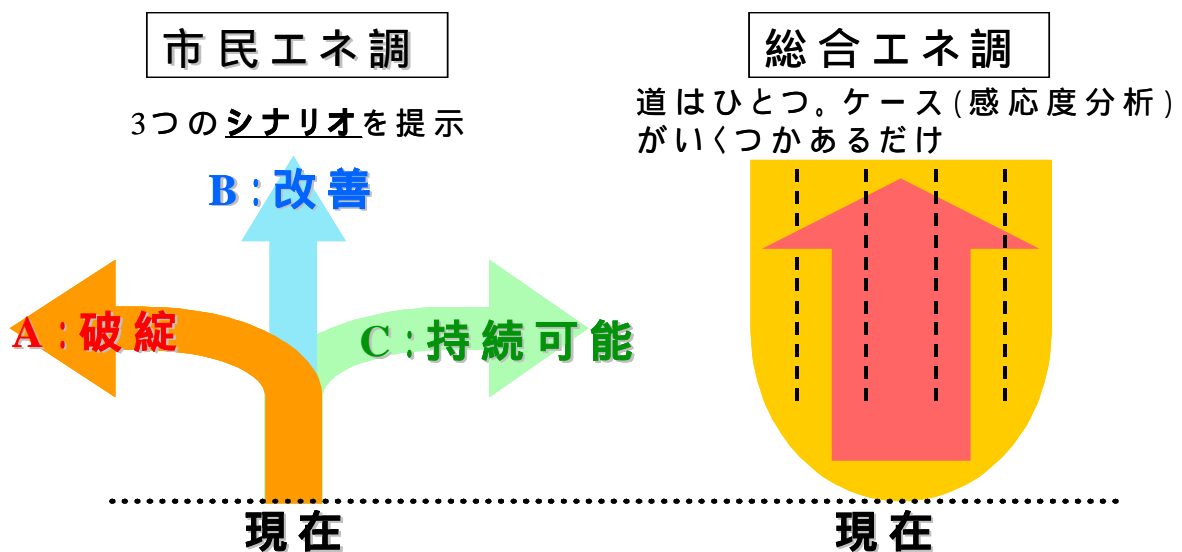 市民エネ調
3つのシナリオを提示
B:改善
A:破綻
C:持続可能
現在
総合エネ調
道はひとつ。ケース(感応度分析)
がいくつかあるだけ
現在